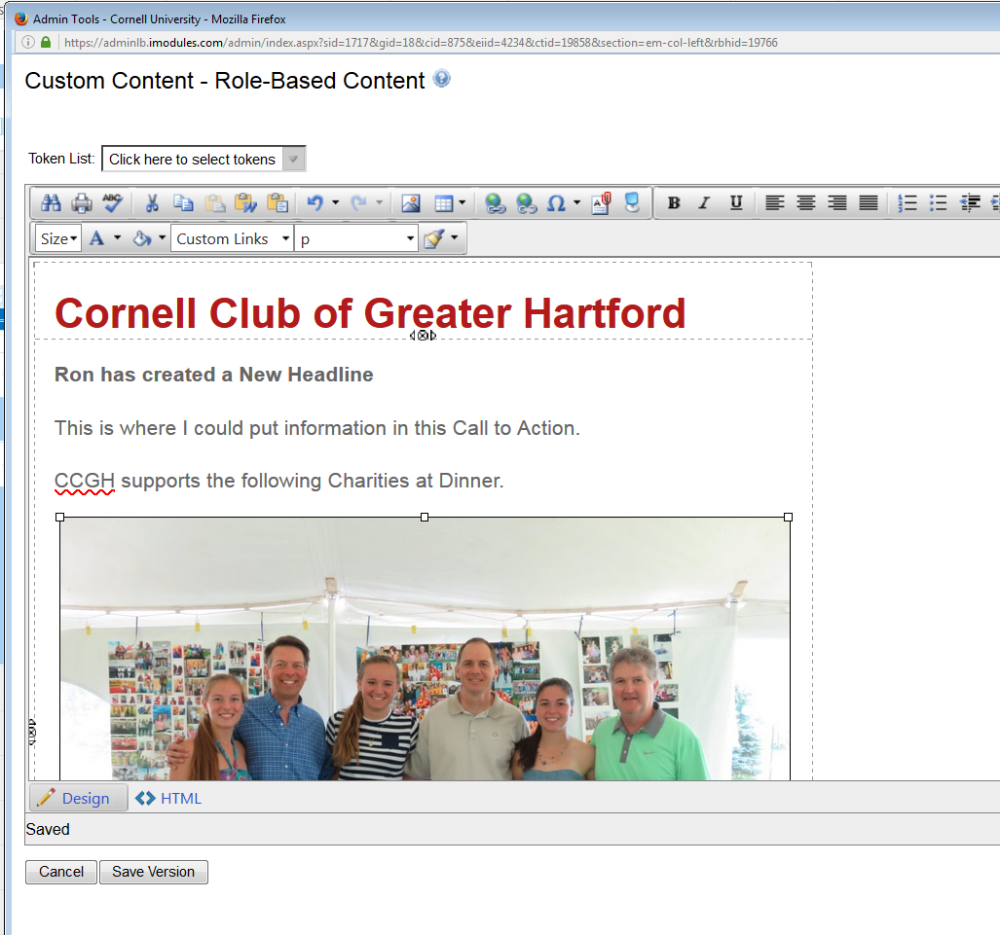 Admin Tools - Cornell University - Mozilla Firefox
https://adminlb.imodules.com/admin/index.aspx?sid=1717&gid=18&cid=875&eiid=4234&ctid=19858&section=em-col-left&rbhid=19766
Custom Content - Role-Based Content ?
Token List: Click here to select tokens
ABC Ω A B I U
Size A Custom Links p
Cornell Club of Greater Hartford
Ron has created a New Headline
This is where I could put information in this Call to Action.
CCGH supports the following Charities at Dinner.
Design HTML
Saved
Cancel Save Version